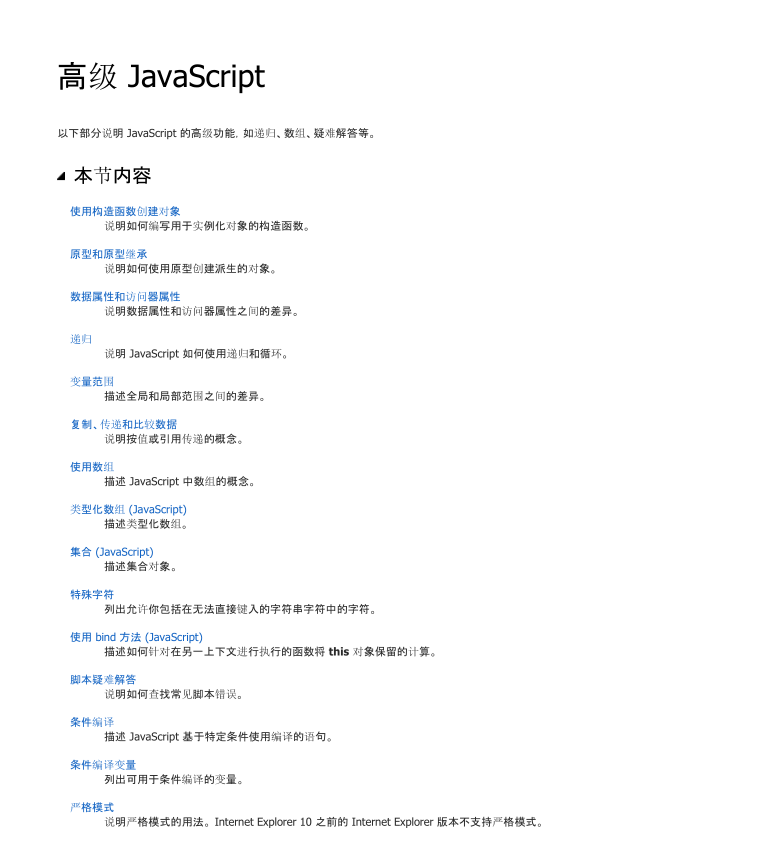 高级 JavaScript
以下部分说明 JavaScript 的高级功能, 如递归、数组、疑难解答等。
本节内容
使用构造函数创建对象
说明如何编写用于实例化对象的构造函数。
原型和原型继承
说明如何使用原型创建派生的对象。
数据属性和访问器属性
说明数据属性和访问器属性之间的差异。
递归
说明 JavaScript 如何使用递归和循环。
变量范围
描述全局和局部范围之间的差异。
复制、传递和比较数据
说明按值或引用传递的概念。
使用数组
描述 JavaScript 中数组的概念。
类型化数组 (JavaScript)
描述类型化数组。
集合 (JavaScript)
描述集合对象。
特殊字符
列出允许你包括在无法直接键入的字符串字符中的字符。
使用 bind 方法 (JavaScript)
描述如何针对在另一上下文进行执行的函数将 this 对象保留的计算。
脚本疑难解答
说明如何查找常见脚本错误。
条件编译
描述 JavaScript 基于特定条件使用编译的语句。
条件编译变量
列出可用于条件编译的变量。
严格模式
说明严格模式的用法。Internet Explorer 10 之前的 Internet Explorer 版本不支持严格模式。